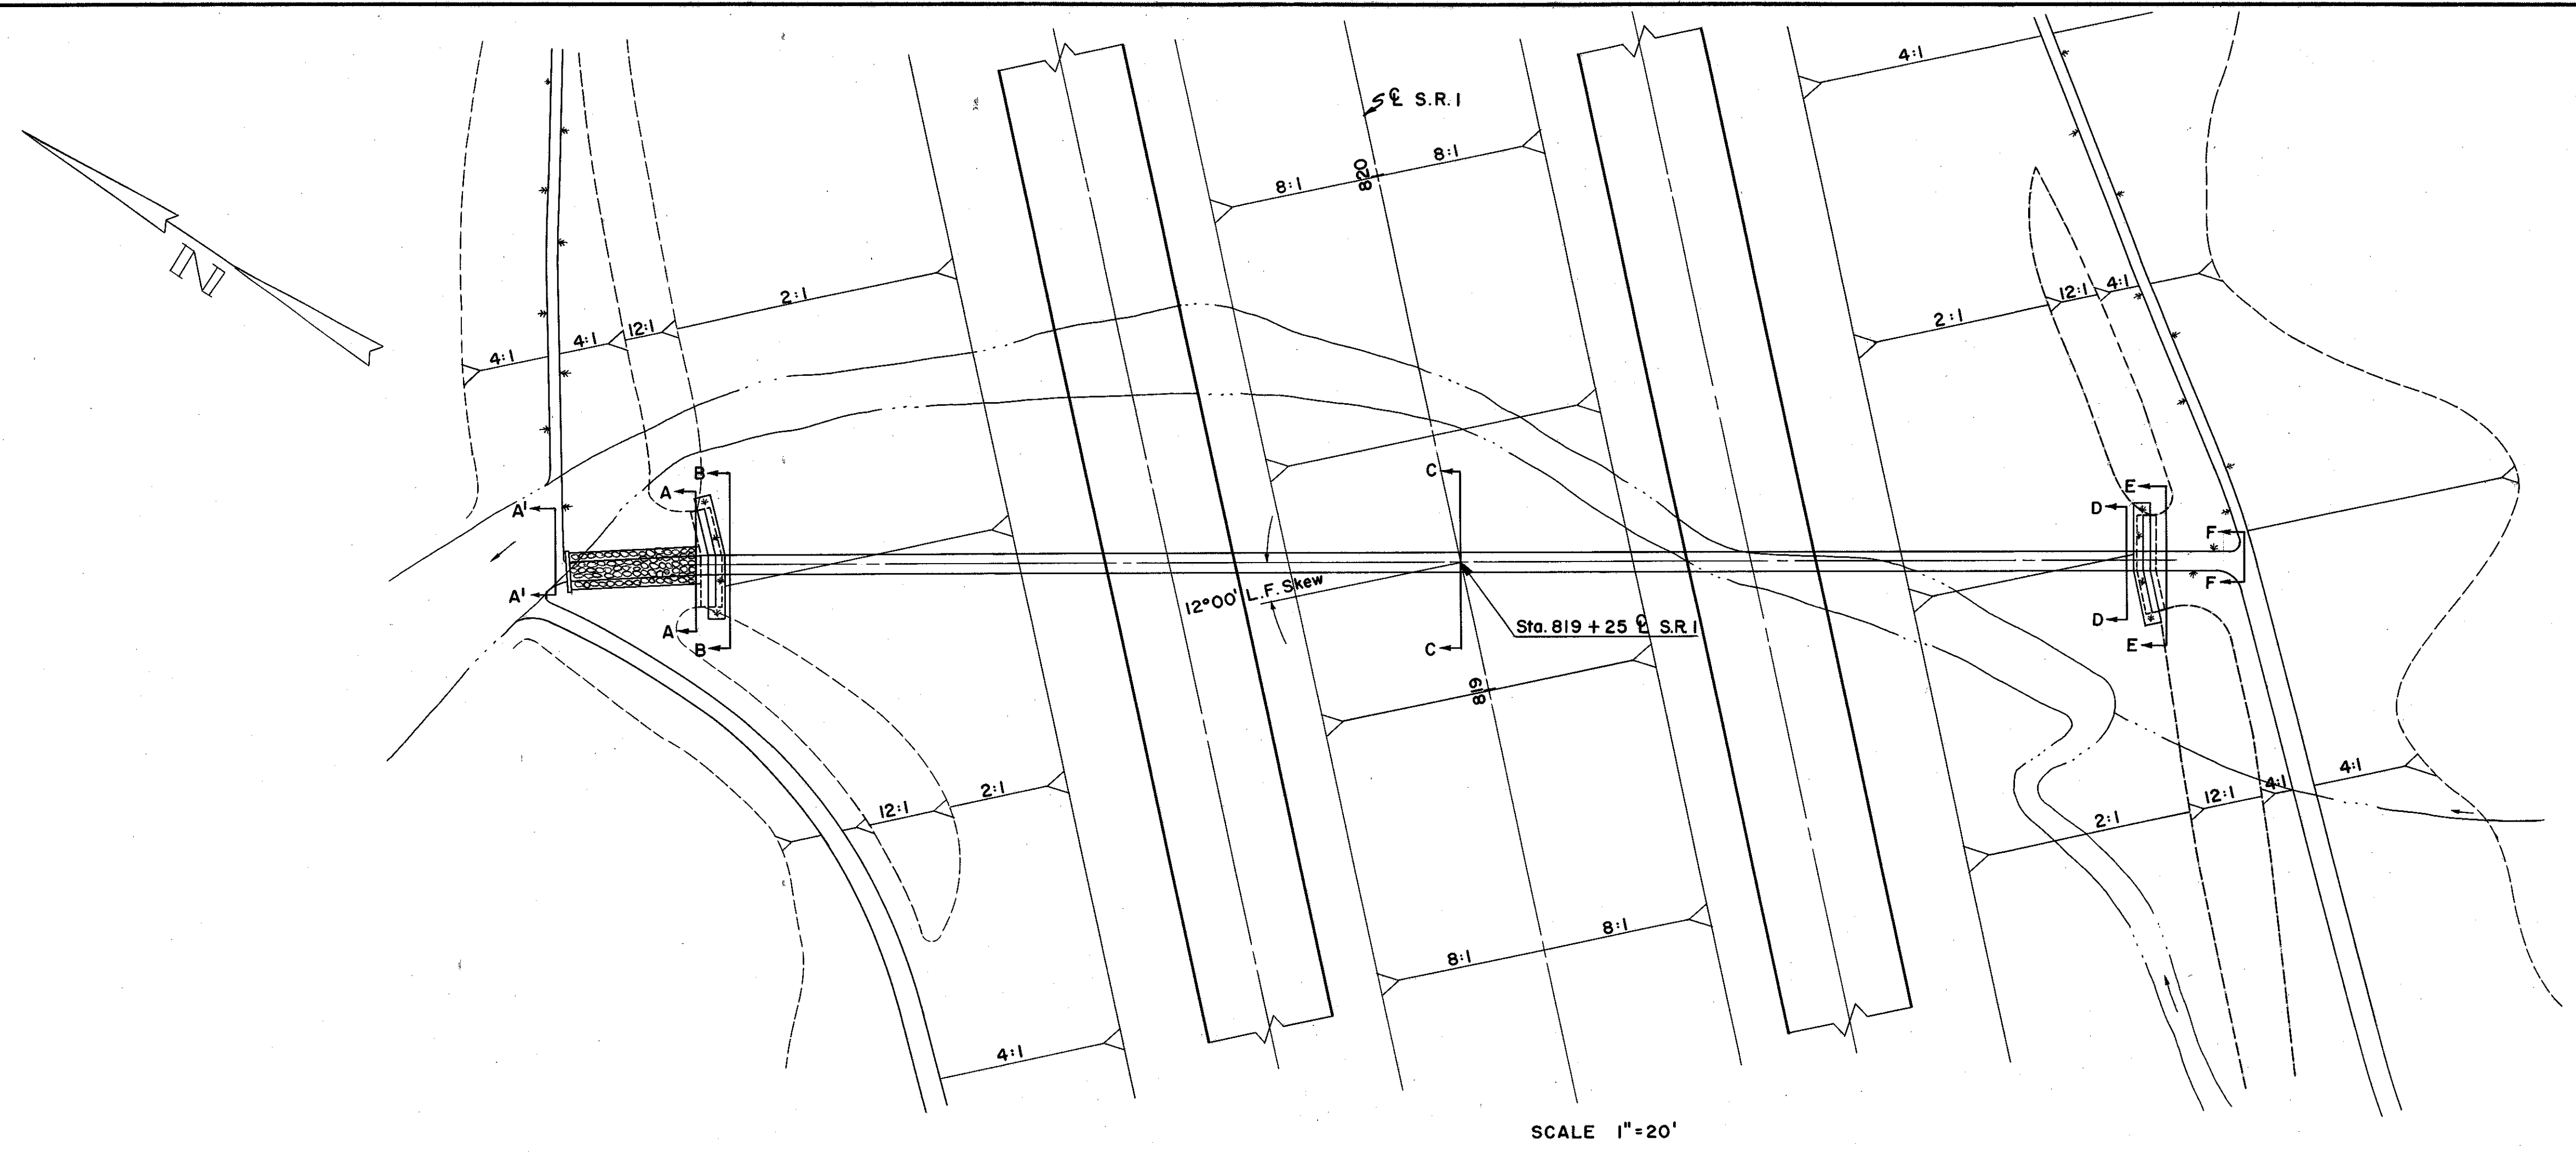 4:1
S ℄ S.R. 1
8:1
8:1
820
N
2:1
4:1
4:1
12:1
12:1
4:1
2:1
B
A
A'
C
E
D
F
A'
12°00' L.F. Skew
F
Sta. 819 + 25 ℄ S.R.1
A
B
C
D
E
819
12:1
2:1
4:1
4:1
12:1
2:1
8:1
8:1
4:1
SCALE 1"=20'